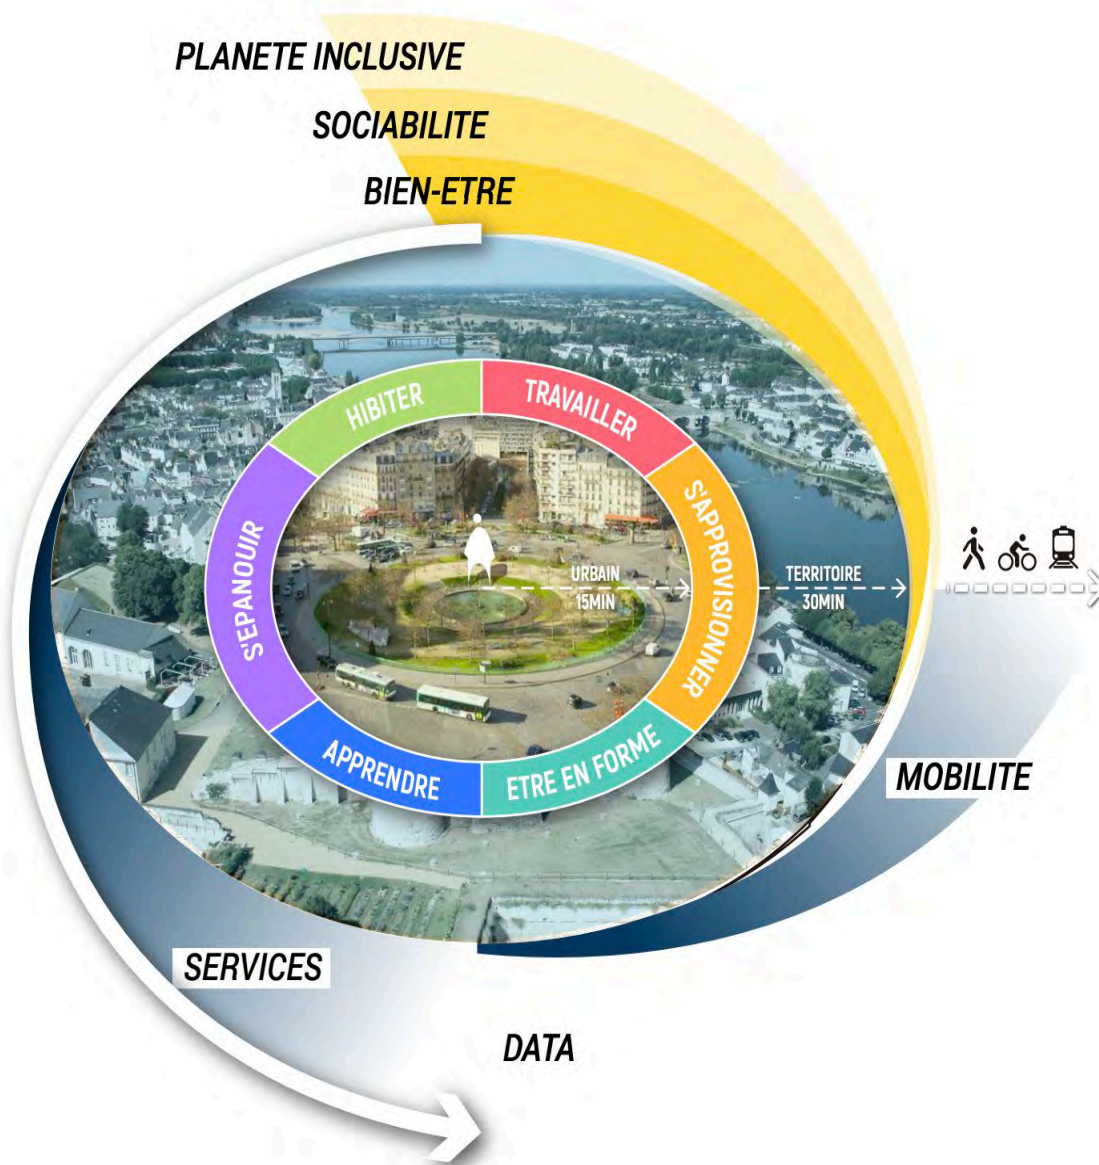 PLANETE INCLUSIVE
SOCIABILITE
BIEN-ETRE
HIBITER
TRAVAILLER
S'EPANOUIR
S'APPROVISIONNER
URBAIN
15MIN
TERRITOIRE
30MIN
APPRENDRE
ETRE EN FORME
MOBILITE
SERVICES
DATA